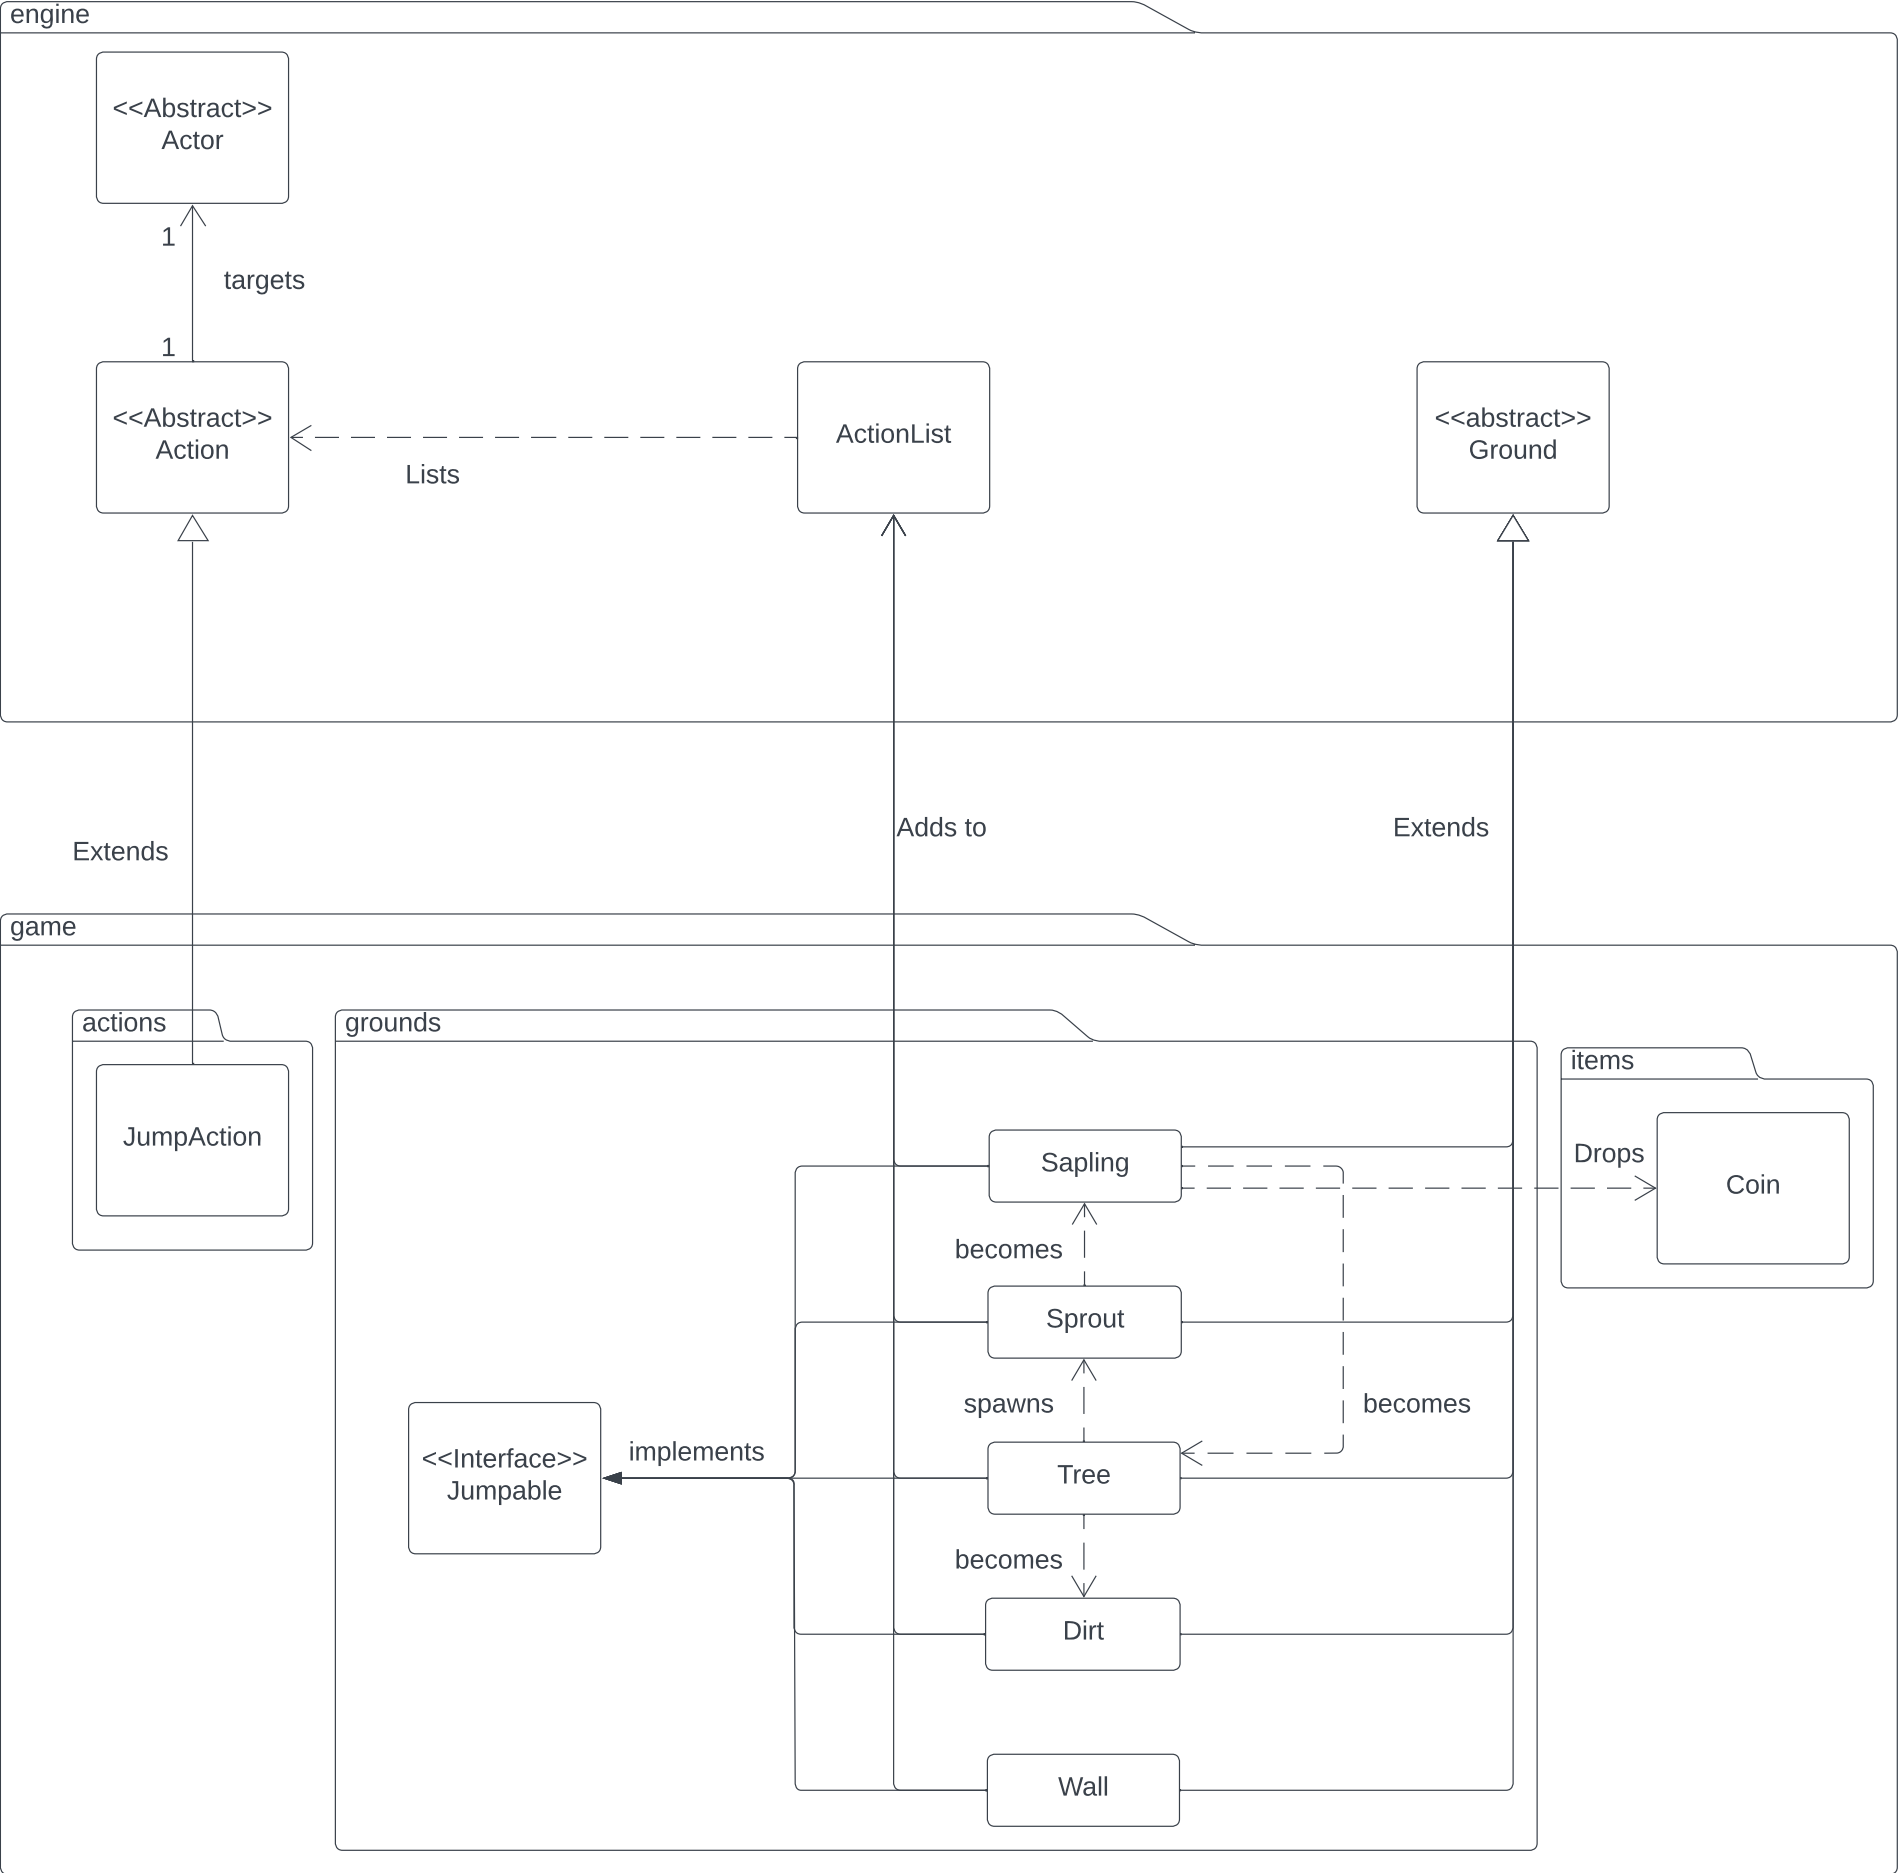 engine
<<Abstract>>
Actor
1
targets
1
<<Abstract>>
Action
Lists
ActionList
<<abstract>>
Ground
Extends
Adds to
Extends
game
actions
JumpAction
grounds
items
Sapling
Drops
Coin
becomes
Sprout
spawns
becomes
<<Interface>>
Jumpable
implements
Tree
becomes
Dirt
Wall